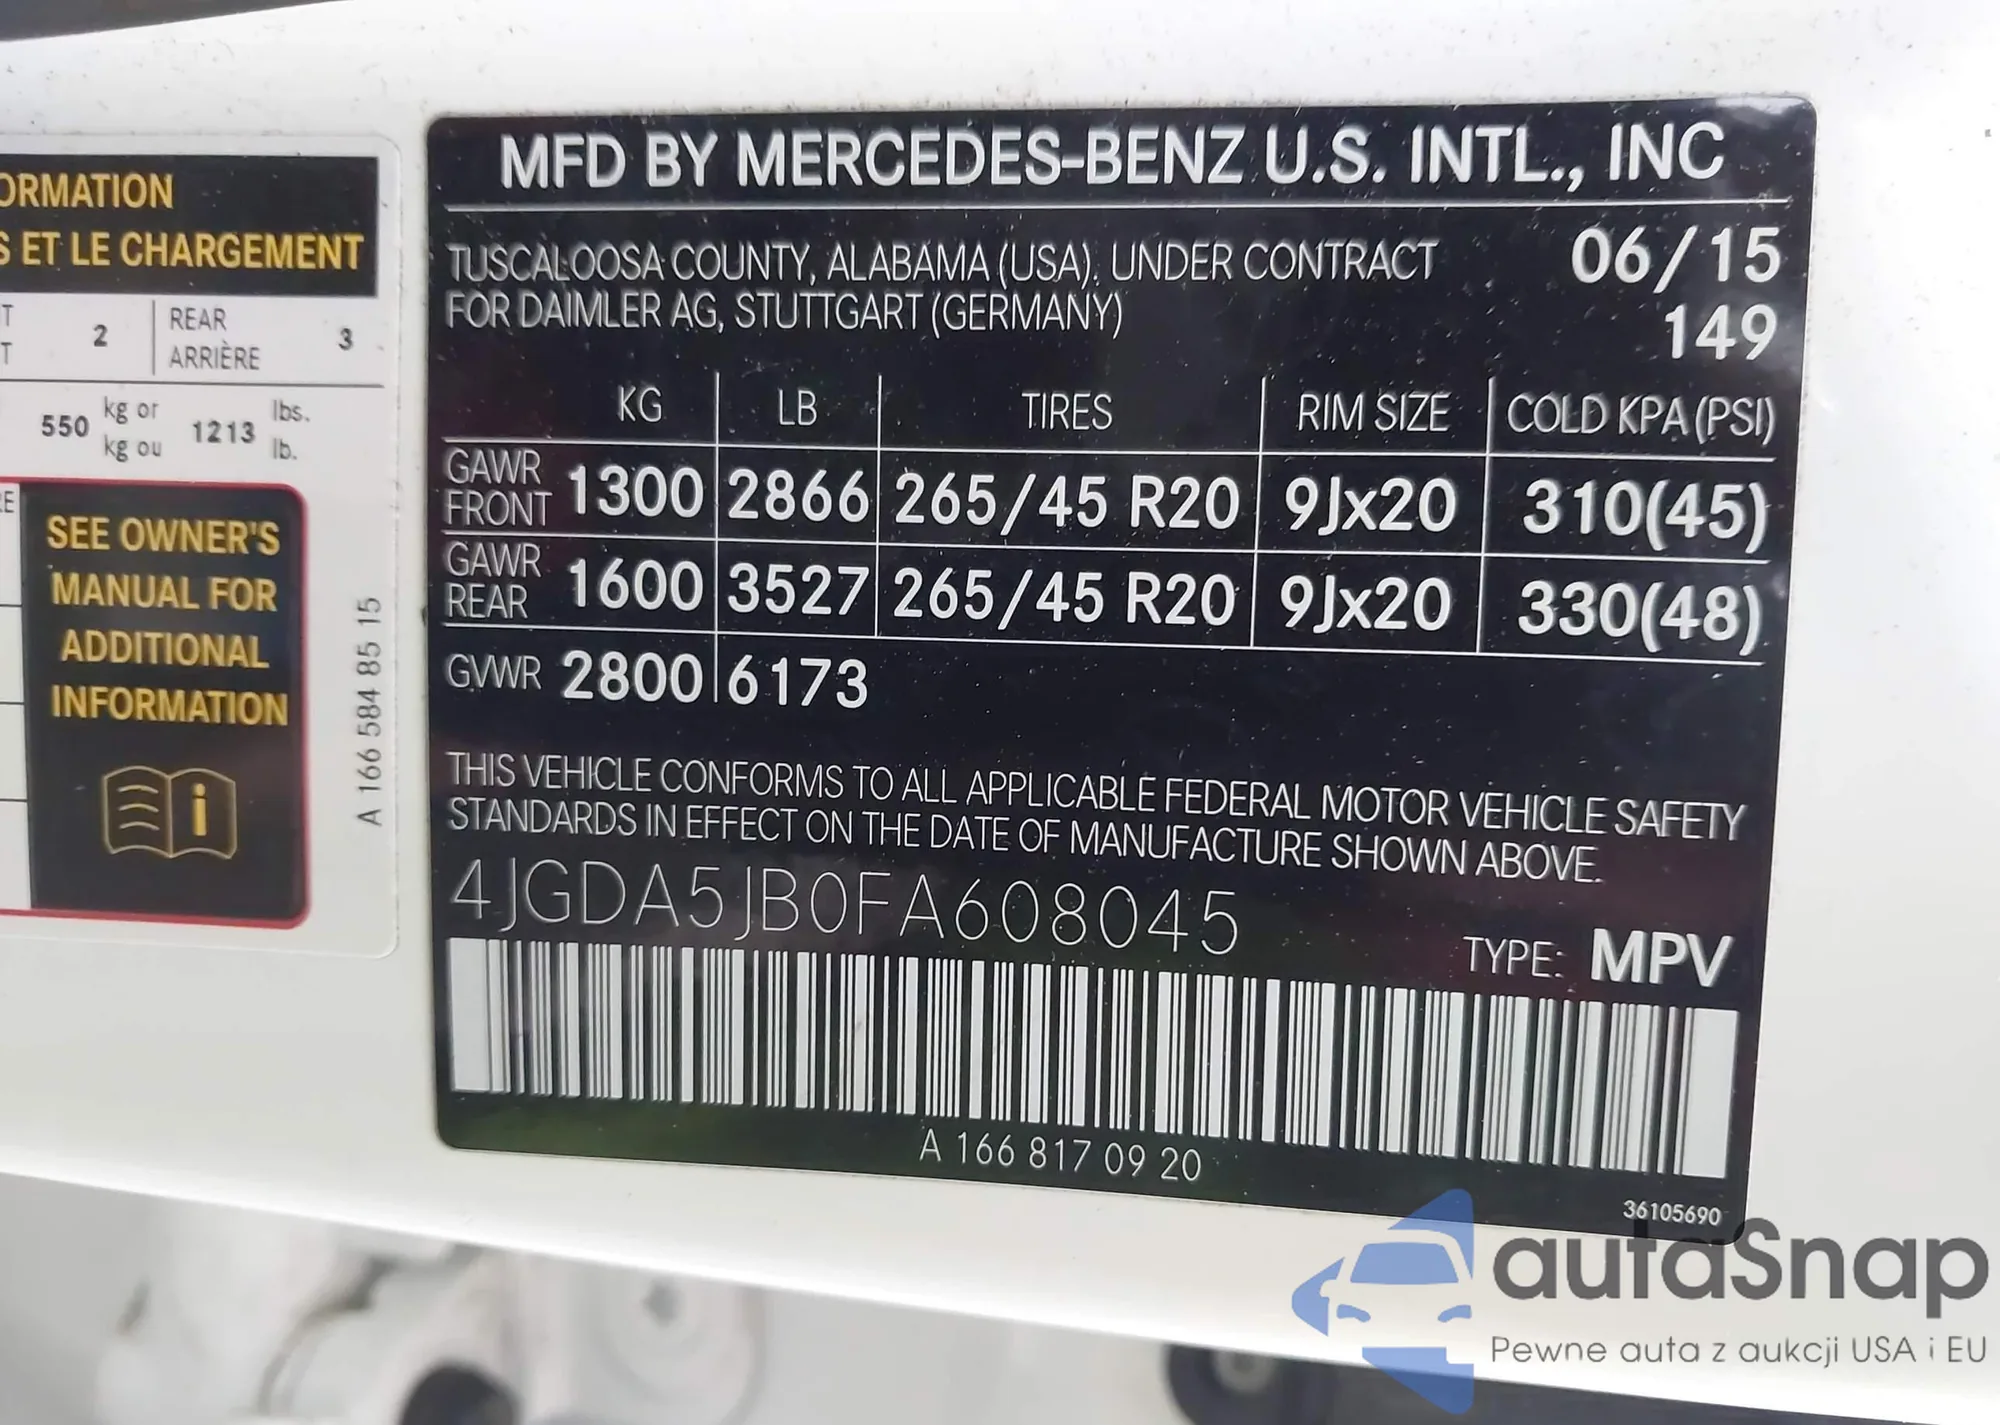 ORMATION
S ET LE CHARGEMENT
2 REAR 3
ARRIÈRE
550 kg or 1213 lbs.
kg ou lb.
SEE OWNER'S
MANUAL FOR
ADDITIONAL
INFORMATION
A 166 584 85 15
MFD BY MERCEDES-BENZ U.S. INTL., INC
TUSCALOOSA COUNTY, ALABAMA (USA), UNDER CONTRACT 06/15
FOR DAIMLER AG, STUTTGART (GERMANY) 149
KG LB TIRES RIM SIZE COLD KPA (PSI)
GAWR FRONT 1300 2866 265/45 R20 9Jx20 310(45)
GAWR REAR 1600 3527 265/45 R20 9Jx20 330(48)
GVWR 2800 6173
THIS VEHICLE CONFORMS TO ALL APPLICABLE FEDERAL MOTOR VEHICLE SAFETY
STANDARDS IN EFFECT ON THE DATE OF MANUFACTURE SHOWN ABOVE.
4JGDA5JB0FA608045
TYPE: MPV
A 166 817 09 20
36105690
autaSnap
Pewne auta z aukcji USA i EU